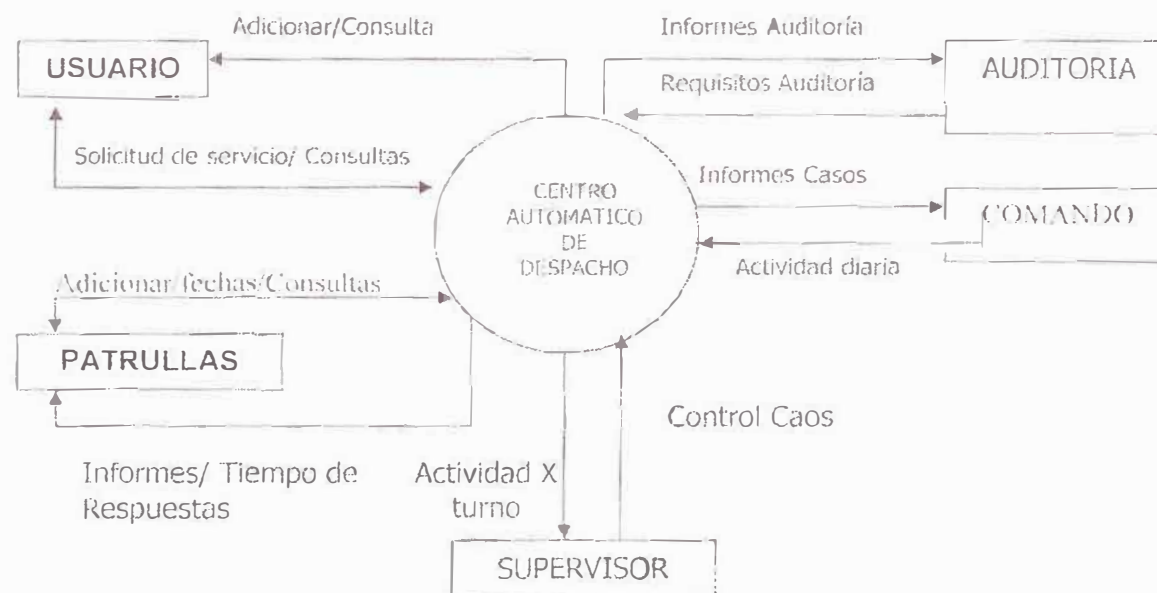 Adicionar/Consulta
Informes Auditoría
USUARIO
AUDITORIA
Requisitos Auditoría
Solicitud de servicio/ Consultas
Informes Casos
CENTRO
AUTOMATICO
DE
DESPACHO
COMANDO
Actividad diaria
Adicionar/fechas/Consultas
PATRULLAS
Control Caos
Informes/ Tiempo de
Respuestas
Actividad X
turno
SUPERVISOR